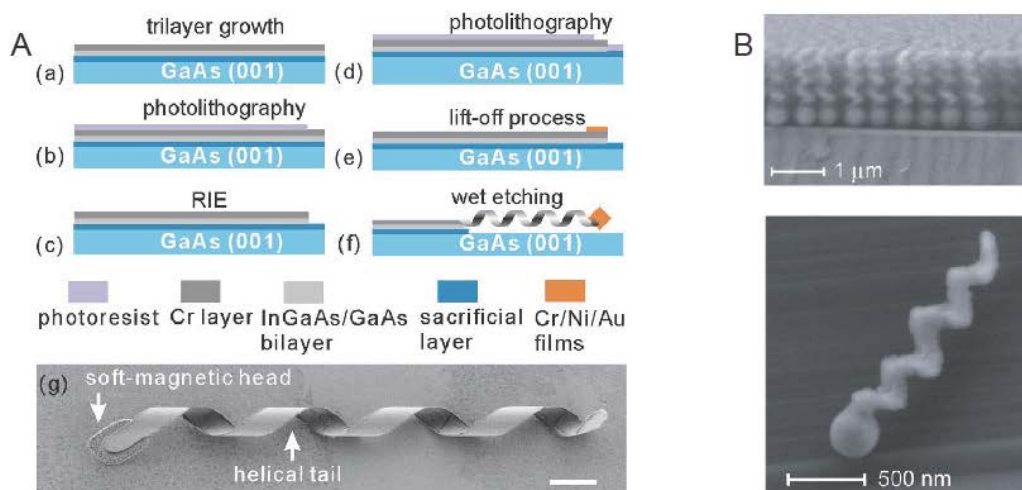 A
trilayer growth
(a)
GaAs (001)
photolithography
(b)
GaAs (001)
RIE
(c)
GaAs (001)
photolithography
(d)
GaAs (001)
lift-off process
(e)
GaAs (001)
wet etching
(f)
GaAs (001)
photoresist
Cr layer
InGaAs/GaAs
bilayer
sacrificial
layer
Cr/Ni/Au
films
(g)
soft-magnetic head
helical tail
B
1 μm
500 nm